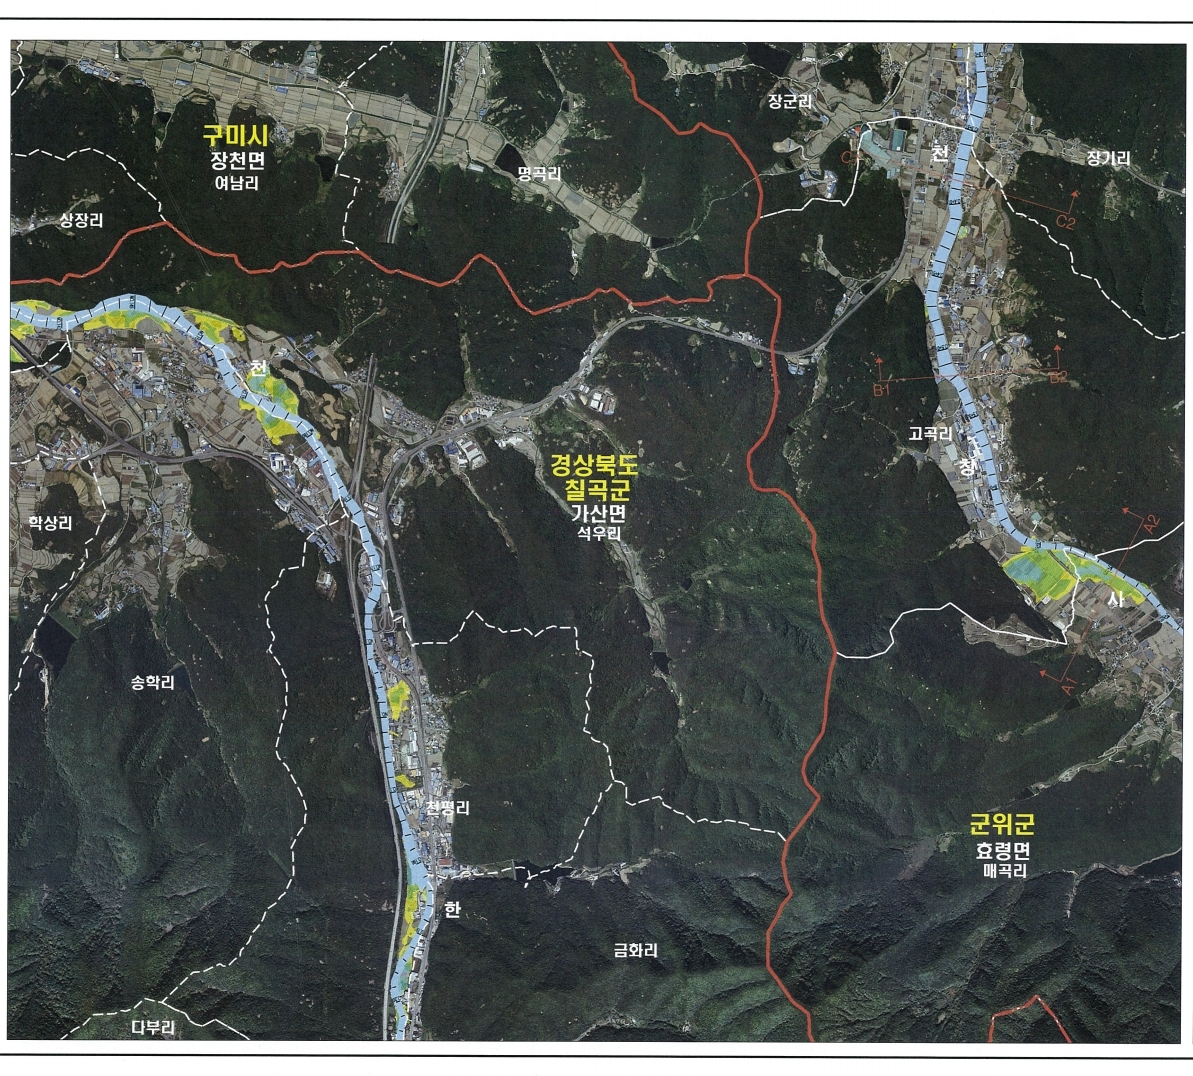 장군리
구미시
장천면
여남리
천
장기리
명곡리
상장리
C2
천
B1
B2
고곡리
창
경상북도
칠곡군
가산면
석우리
학상리
A2
사
송학리
A1
천평리
군위군
효령면
매곡리
한
금화리
다부리